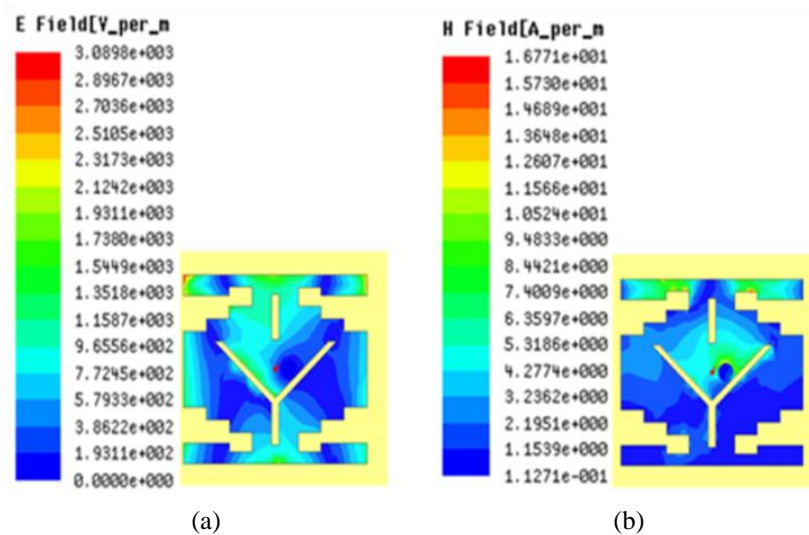 E Field[V_per_m
3.0898e+003
2.8967e+003
2.7036e+003
2.5105e+003
2.3173e+003
2.1242e+003
1.9311e+003
1.7380e+003
1.5449e+003
1.3518e+003
1.1587e+003
9.6556e+002
7.7245e+002
5.7933e+002
3.8622e+002
1.9311e+002
0.0000e+000
(a)
H Field[A_per_m
1.6771e+001
1.5730e+001
1.4689e+001
1.3648e+001
1.2607e+001
1.1566e+001
1.0524e+001
9.4833e+000
8.4421e+000
7.4009e+000
6.3597e+000
5.3186e+000
4.2774e+000
3.2362e+000
2.1951e+000
1.1539e+000
1.1271e-001
(b)